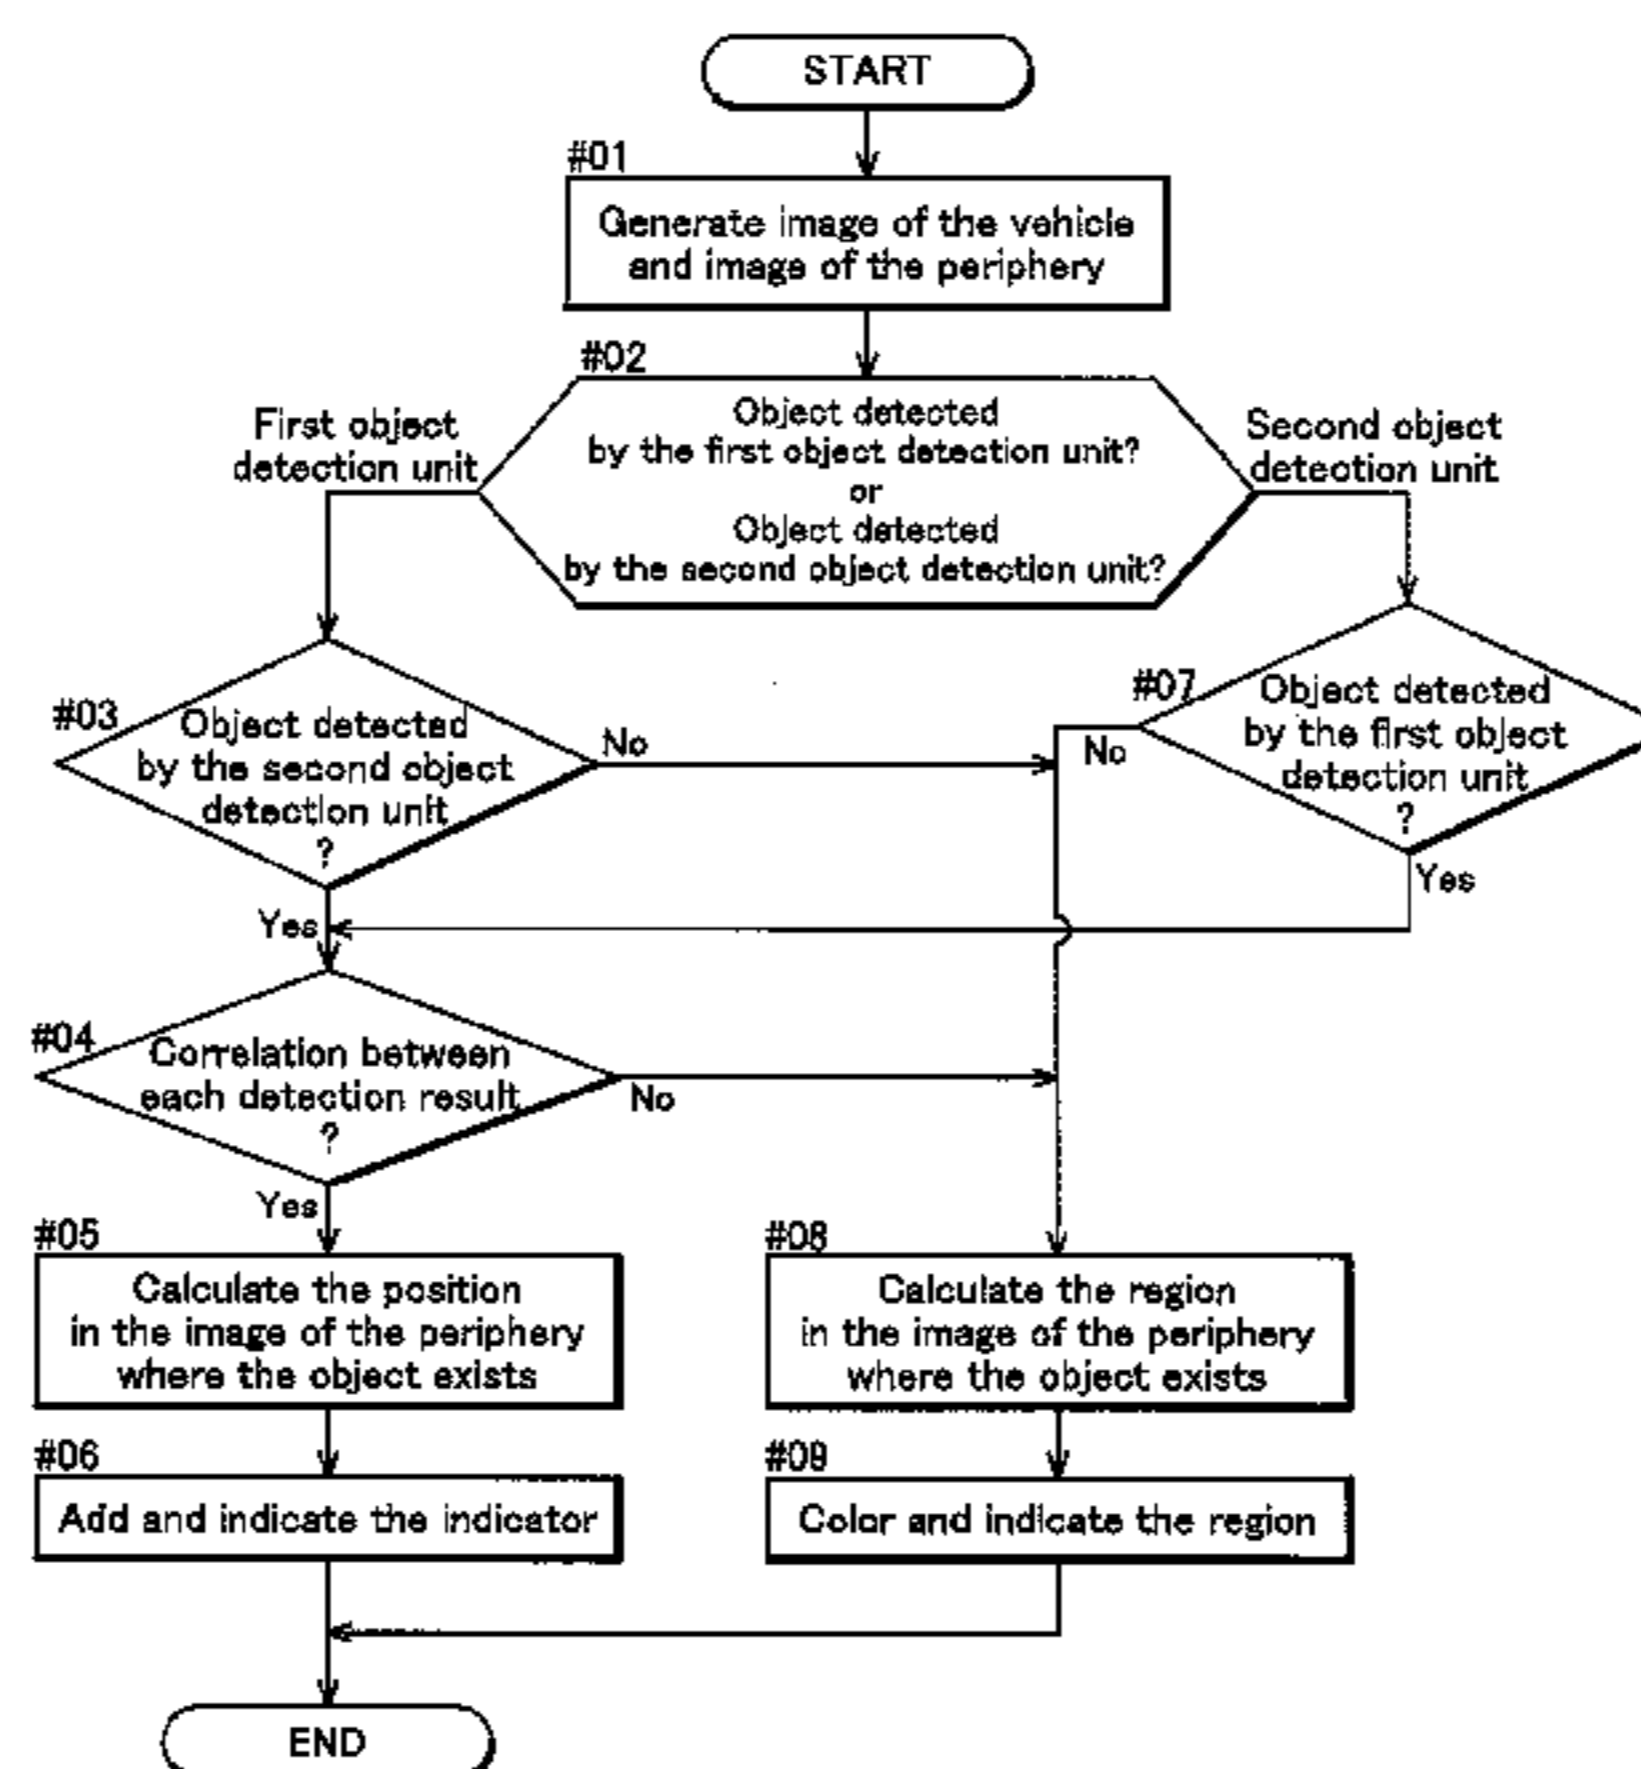 START
#01
Generate image of the vehicle
and image of the periphery
#02
Object detected
by the first object detection unit?
or
Object detected
by the second object detection unit?
First object
detection unit
Second object
detection unit
#03
Object detected
by the second object
detection unit
?
No
Yes
#07
Object detected
by the first object
detection unit
?
No
Yes
#04
Correlation between
each detection result
?
No
Yes
#05
Calculate the position
in the image of the periphery
where the object exists
#06
Add and indicate the indicator
#08
Calculate the region
in the image of the periphery
where the object exists
#09
Color and indicate the region
END